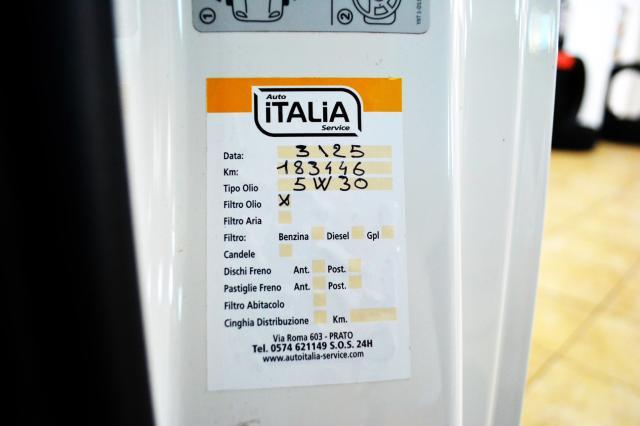 1
2
Auto
iTALiA
Service
Data: 3\25
Km: 183446
Tipo Olio 5W30
Filtro Olio X
Filtro Aria
Filtro: Benzina Diesel Gpl
Candele
Dischi Freno Ant. Post.
Pastiglie Freno Ant. Post.
Filtro Abitacolo
Cinghia Distribuzione Km.
Via Roma 603 - PRATO
Tel. 0574 621149 S.O.S. 24H
www.autoitalia-service.com